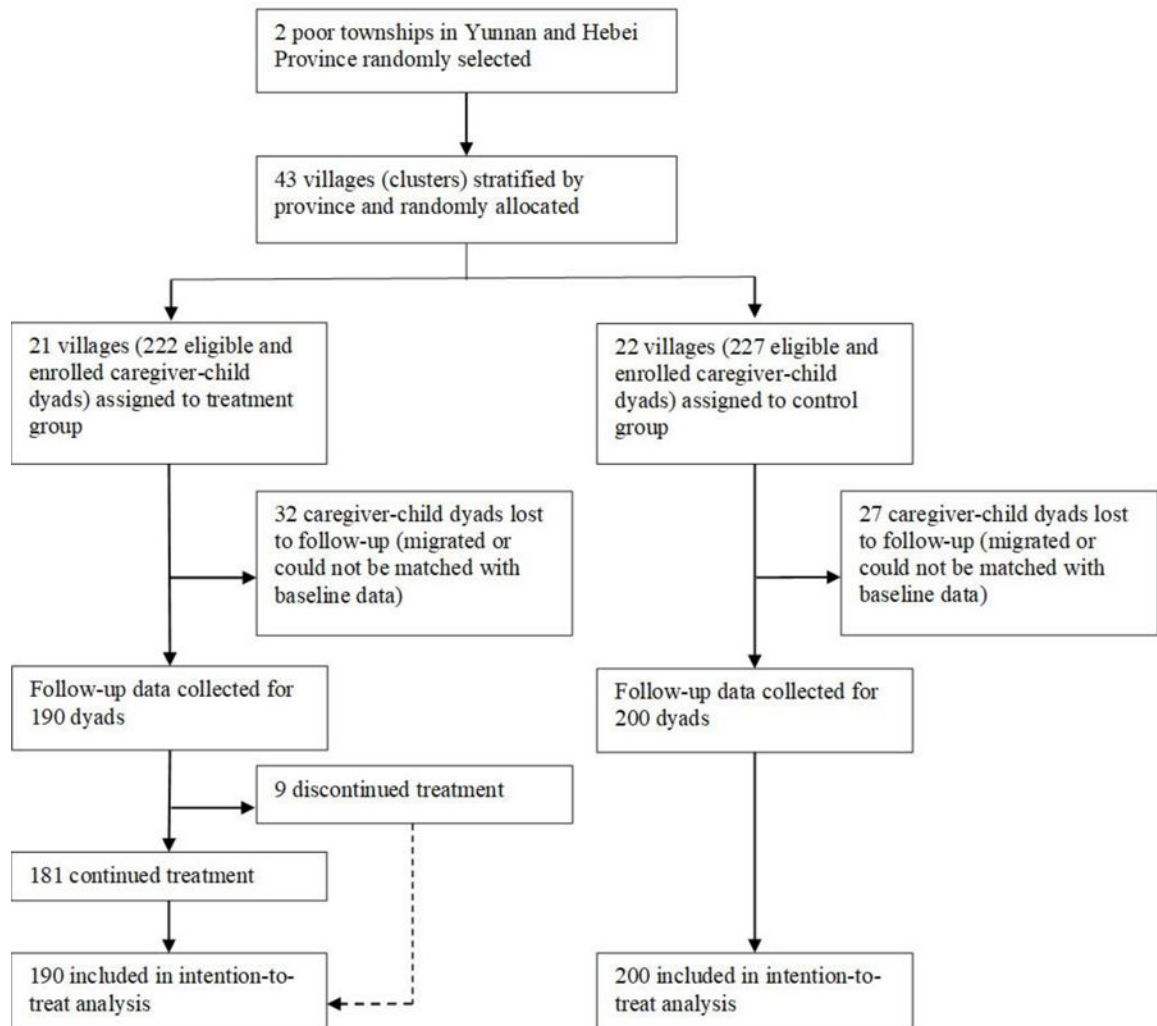 2 poor townships in Yunnan and Hebei
Province randomly selected
43 villages (clusters) stratified by
province and randomly allocated
21 villages (222 eligible and
enrolled caregiver-child
dyads) assigned to treatment
group
22 villages (227 eligible and
enrolled caregiver-child
dyads) assigned to control
group
32 caregiver-child dyads lost
to follow-up (migrated or
could not be matched with
baseline data)
27 caregiver-child dyads lost
to follow-up (migrated or
could not be matched with
baseline data)
Follow-up data collected for
190 dyads
Follow-up data collected for
200 dyads
9 discontinued treatment
181 continued treatment
190 included in intention-to-
treat analysis
200 included in intention-to-
treat analysis